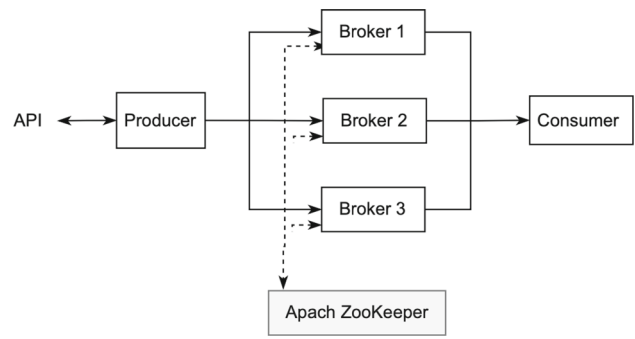 Broker 1
API
Producer
Broker 2
Consumer
Broker 3
Apach ZooKeeper